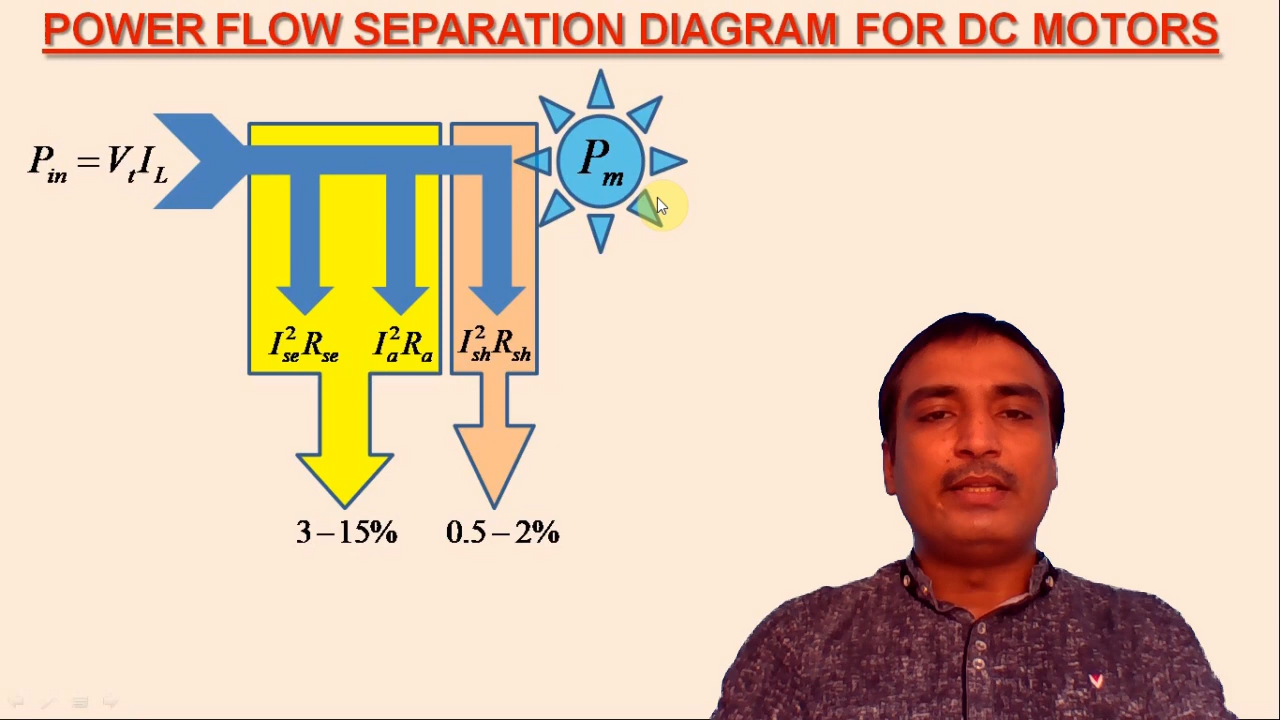 POWER FLOW SEPARATION DIAGRAM FOR DC MOTORS
P_in = V_t I_L
P_m
I_se^2 R_se
I_a^2 R_a
I_sh^2 R_sh
3 – 15%
0.5 – 2%